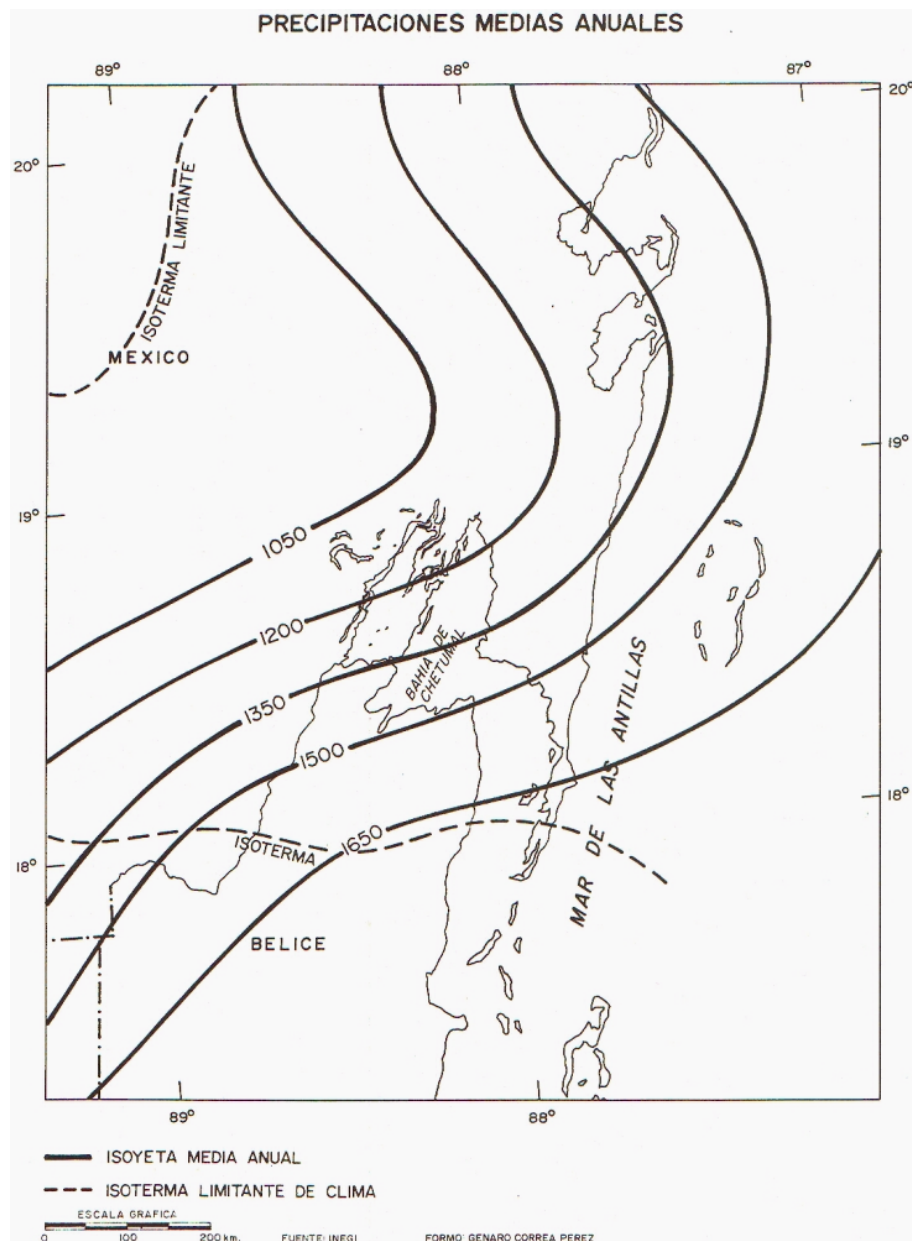 PRECIPITACIONES MEDIAS ANUALES
89° 88° 87°
20°
20°
ISOTERMA LIMITANTE
MEXICO
19°
19°
1050
1200
1350
1500
1650
BAHIA DE
CHETUMAL
MAR DE LAS ANTILLAS
18°
18°
ISOTERMA
BELICE
89° 88°
ISOYETA MEDIA ANUAL
ISOTERMA LIMITANTE DE CLIMA
ESCALA GRAFICA
0 100 200 km. FUENTE: INEGI FORMO: GENARO CORREA PEREZ